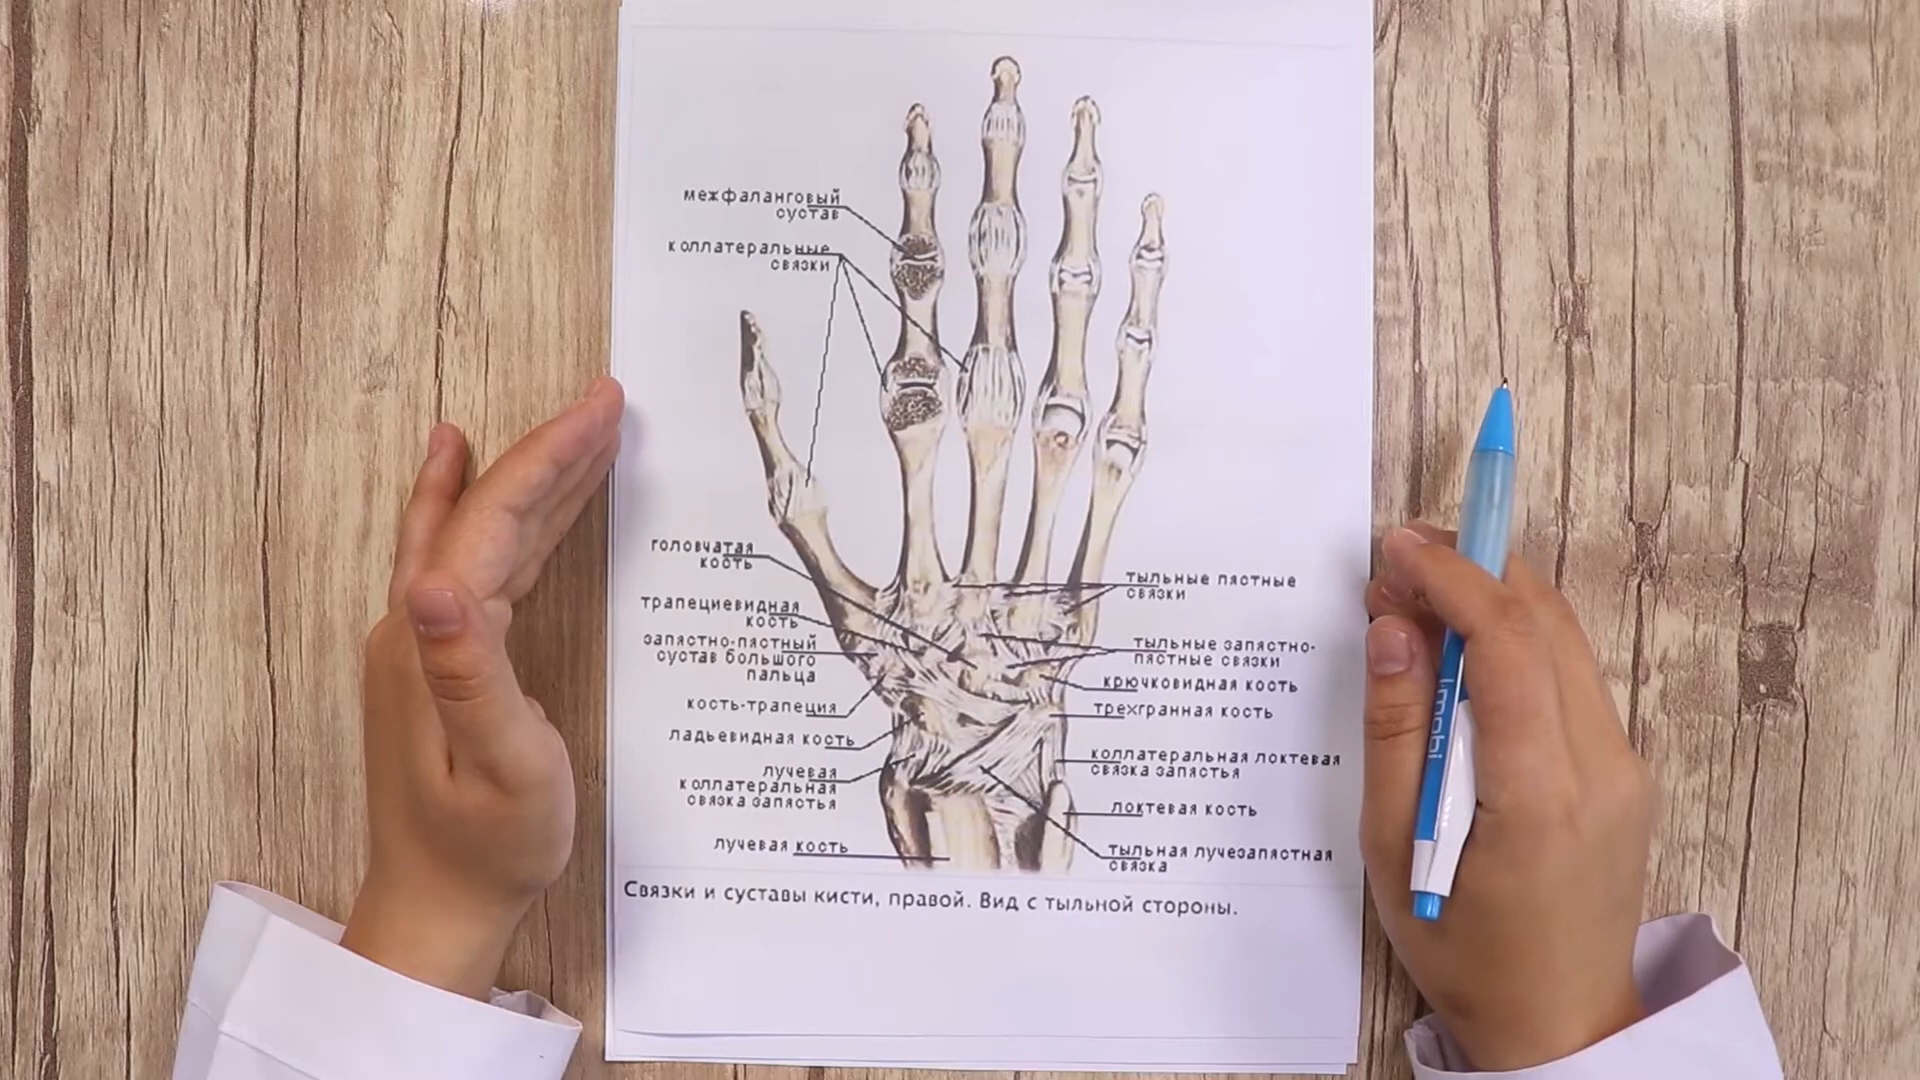 межфаланговый
сустав
коллатеральные
связки
головчатая
кость
трапециевидная
кость
запястно-пястный
сустав большого
пальца
кость-трапеция
ладьевидная кость
лучевая
коллатеральная
связка запястья
лучевая кость
тыльные пястные
связки
тыльные запястно-
пястные связки
крючковидная кость
трехгранная кость
коллатеральная локтевая
связка запястья
локтевая кость
тыльная лучезапястная
связка
Связки и суставы кисти, правой. Вид с тыльной стороны.